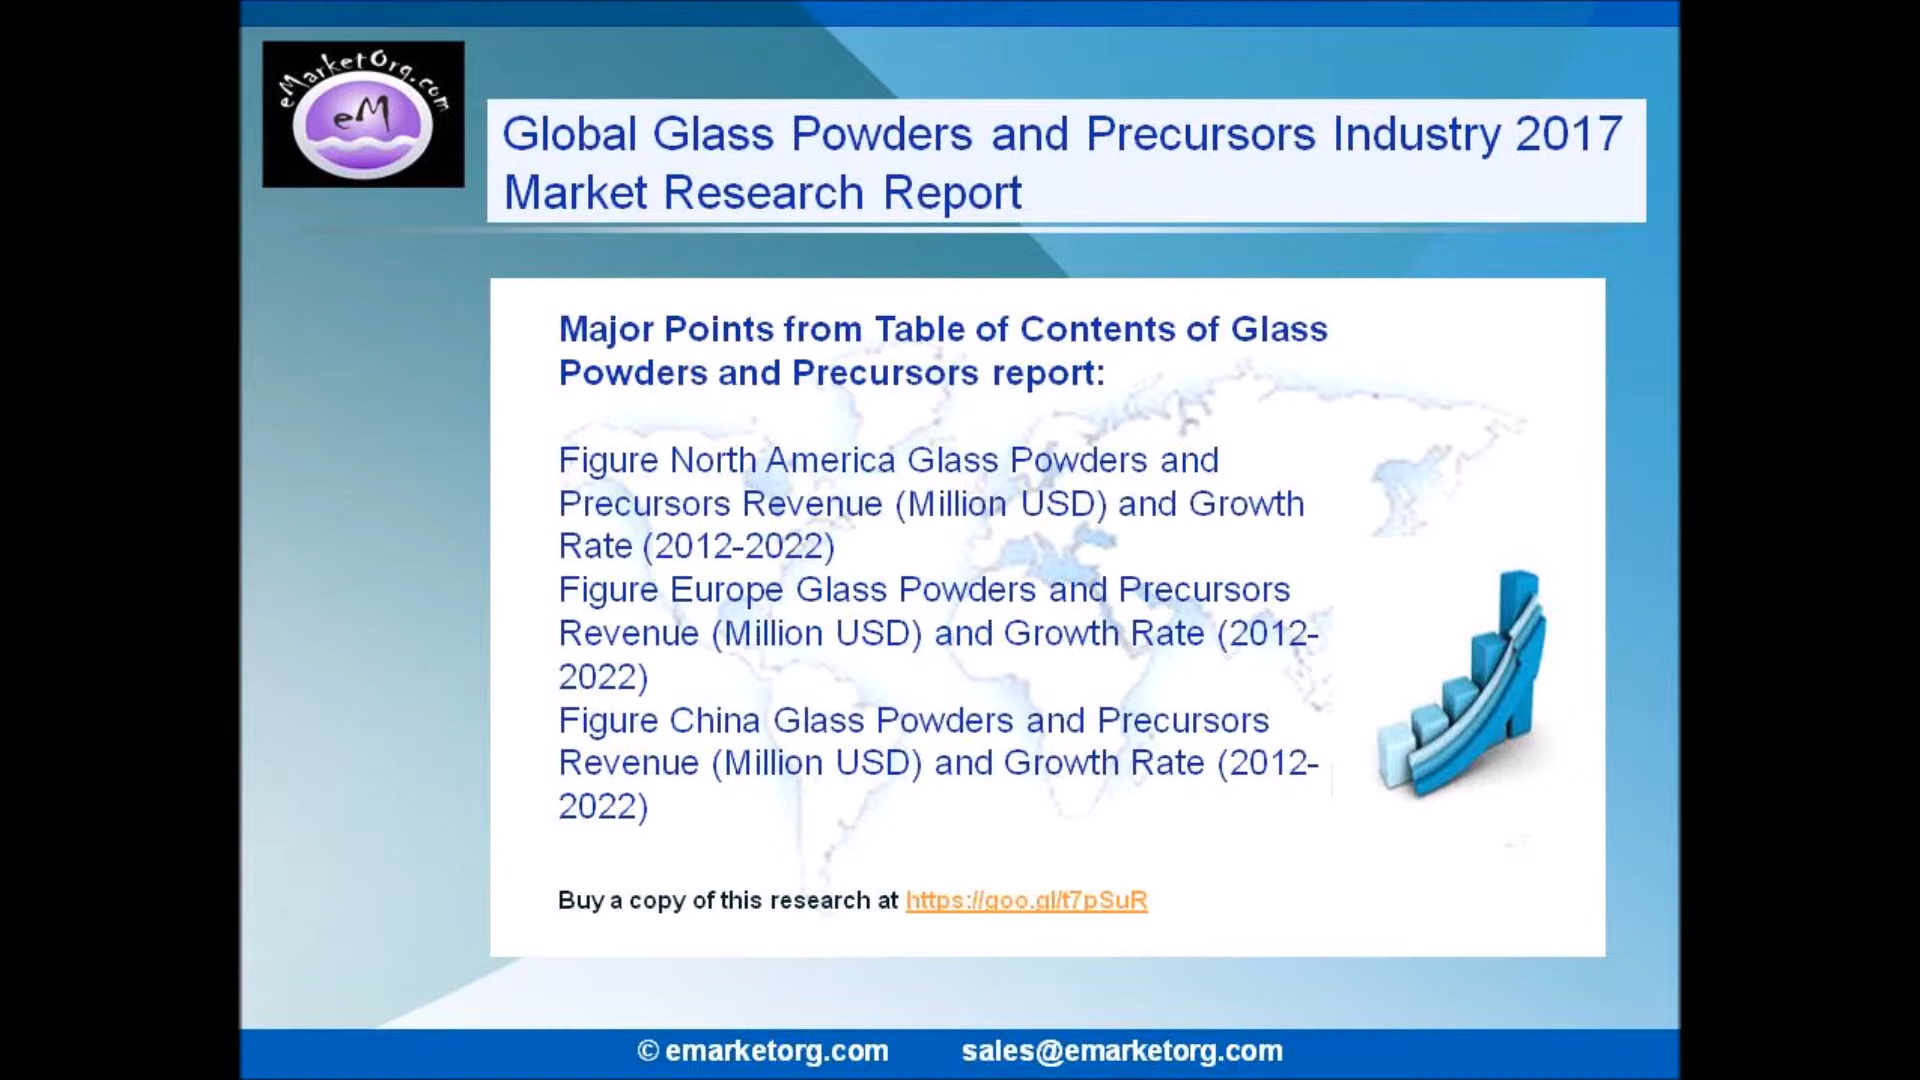 eMarketOrg.com
eM
Global Glass Powders and Precursors Industry 2017
Market Research Report
Major Points from Table of Contents of Glass
Powders and Precursors report:
Figure North America Glass Powders and
Precursors Revenue (Million USD) and Growth
Rate (2012-2022)
Figure Europe Glass Powders and Precursors
Revenue (Million USD) and Growth Rate (2012-
2022)
Figure China Glass Powders and Precursors
Revenue (Million USD) and Growth Rate (2012-
2022)
Buy a copy of this research at https://goo.gl/t7pSuR
© emarketorg.com sales@emarketorg.com